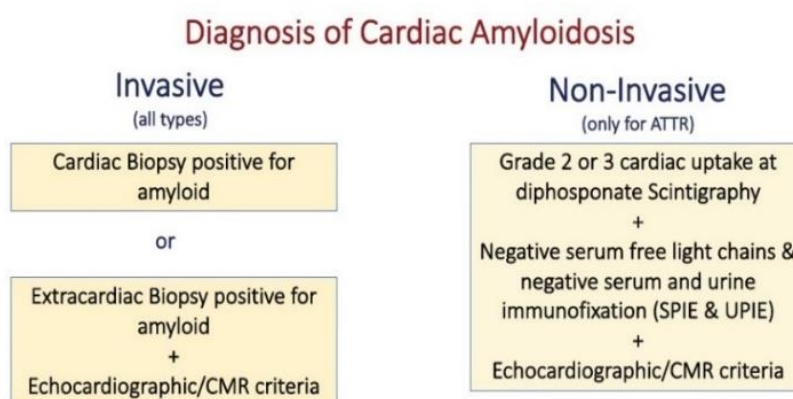 Diagnosis of Cardiac Amyloidosis
Invasive
(all types)
Cardiac Biopsy positive for
amyloid
or
Extracardiac Biopsy positive for
amyloid
+
Echocardiographic/CMR criteria
Non-Invasive
(only for ATTR)
Grade 2 or 3 cardiac uptake at
diphosponate Scintigraphy
+
Negative serum free light chains &
negative serum and urine
immunofixation (SPIE & UPIE)
+
Echocardiographic/CMR criteria